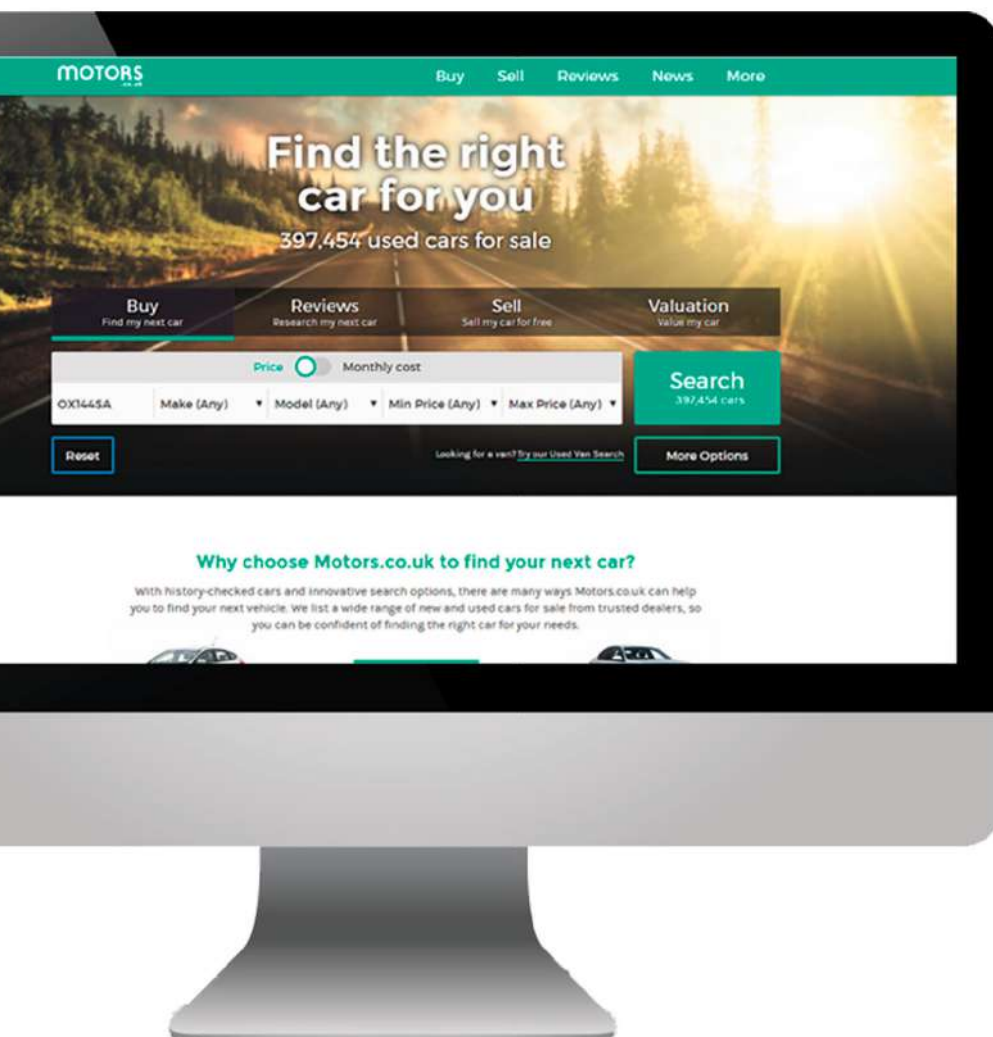 MOTORS
.co.uk
Buy Sell Reviews News More
Find the right
car for you
397,454 used cars for sale
Buy Reviews Sell Valuation
Find my next car Research my next car Sell my car for free Value my car
Price Monthly cost
Search
397,454 cars
OX144SA Make (Any) Model (Any) Min Price (Any) Max Price (Any)
Reset Looking for a van? Try our Used Van Search More Options
Why choose Motors.co.uk to find your next car?
With history-checked cars and innovative search options, there are many ways Motors.co.uk can help
you to find your next vehicle. We list a wide range of new and used cars for sale from trusted dealers, so
you can be confident of finding the right car for your needs.